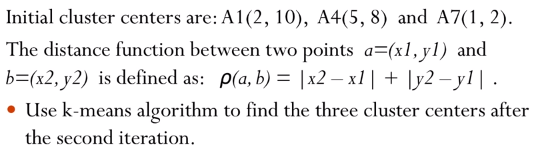 Initial cluster centers are: A1(2, 10), A4(5, 8) and A7(1, 2).
The distance function between two points a=(x1, y1) and
b=(x2, y2) is defined as: ρ(a, b) = |x2 – x1| + |y2 – y1| .
• Use k-means algorithm to find the three cluster centers after
the second iteration.